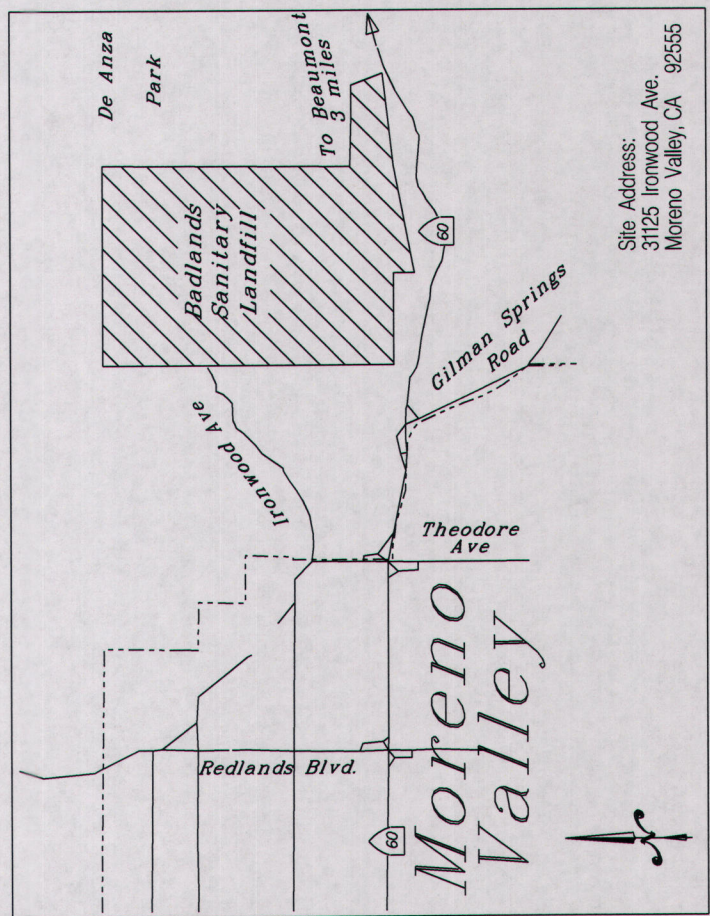 De Anza
Park
To Beaumont
3 miles
Badlands
Sanitary
Landfill
60
Ironwood Ave
Gilman Springs
Road
Theodore
Ave
Redlands Blvd.
60
Moreno
Valley
Site Address:
31125 Ironwood Ave.
Moreno Valley, CA 92555